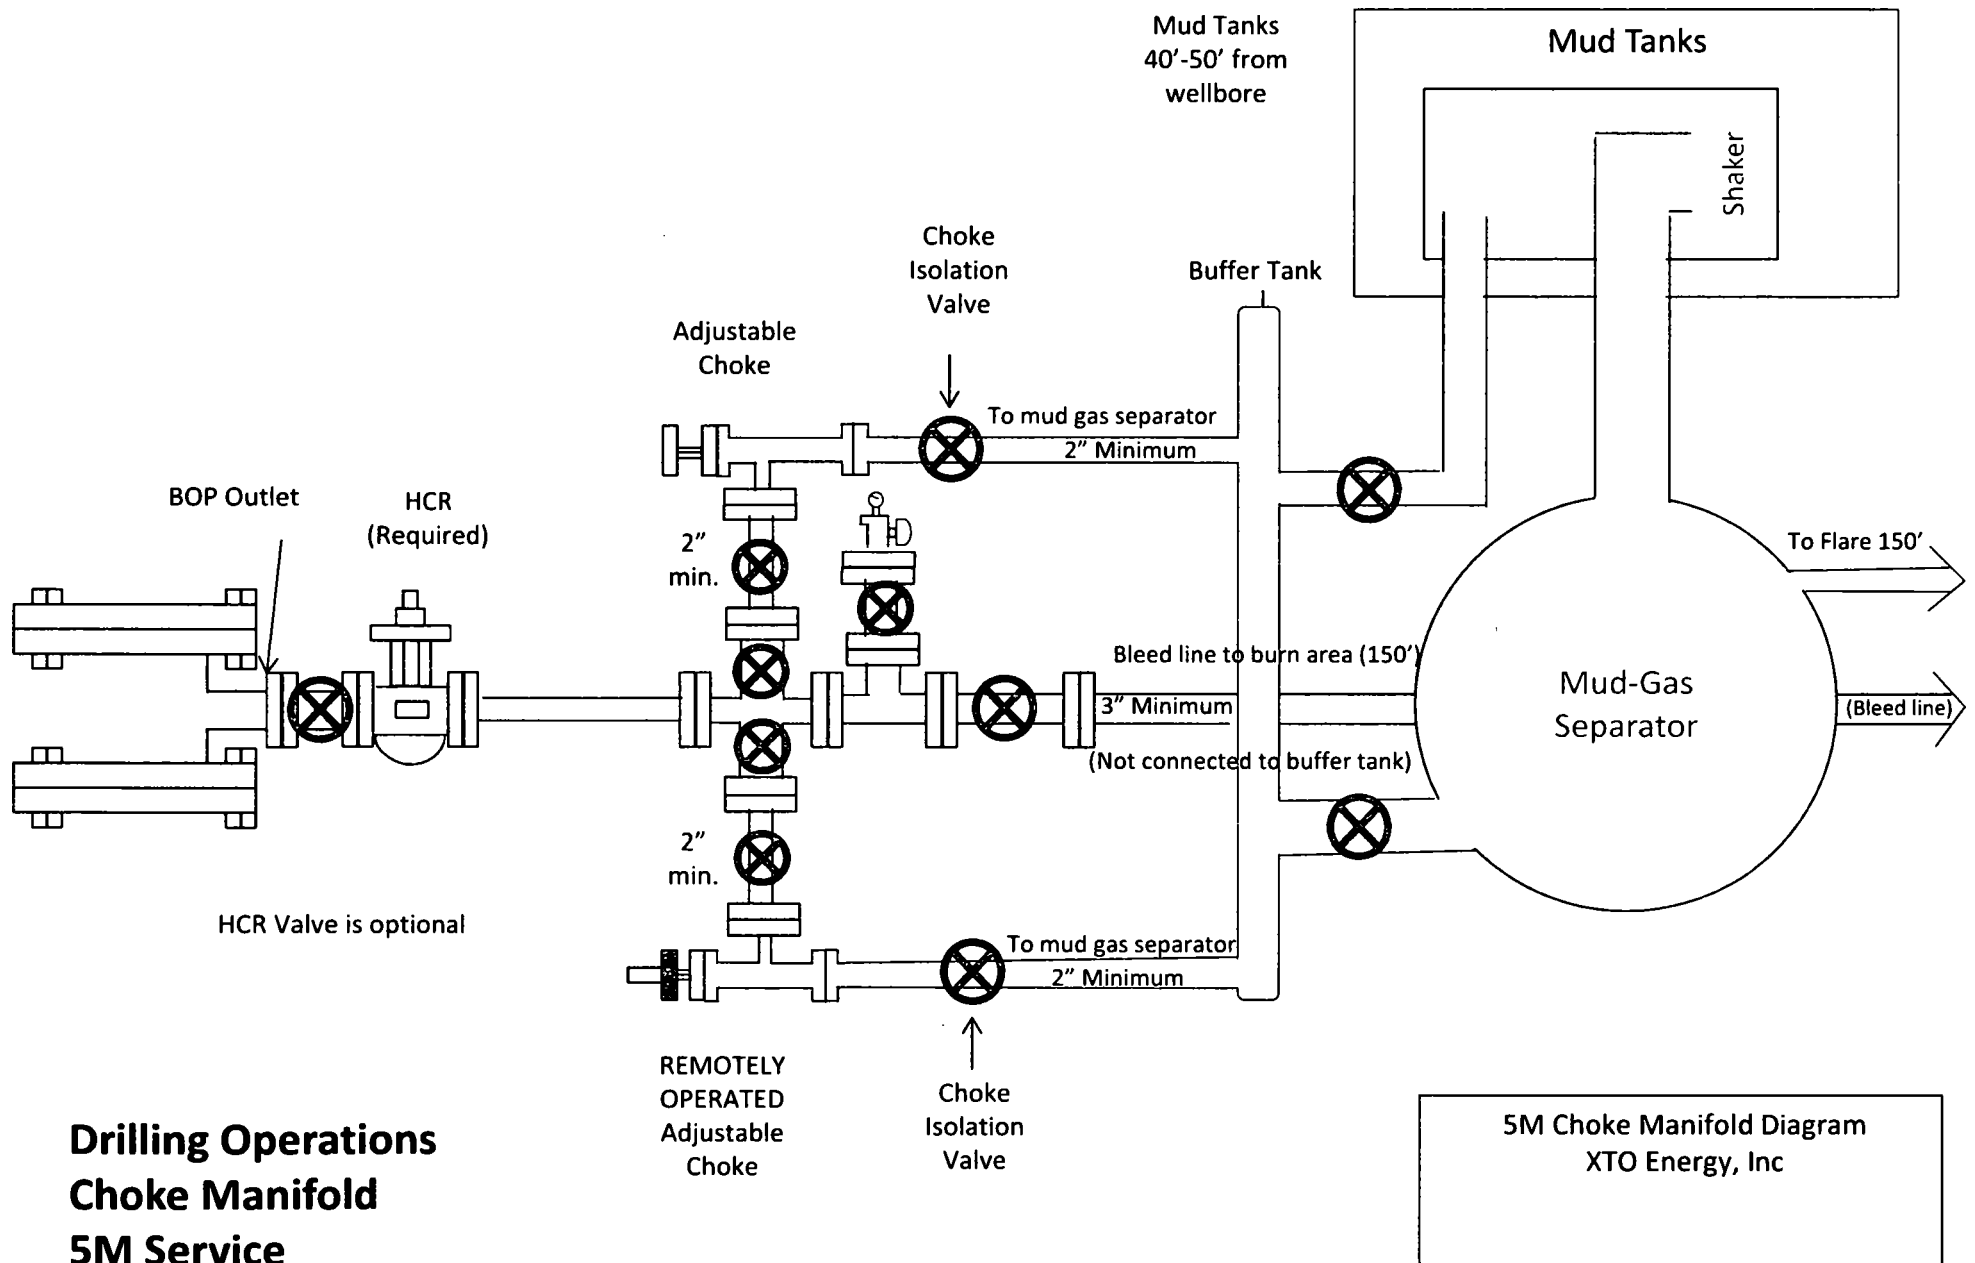 Mud Tanks
40'-50' from
wellbore
Mud Tanks
Shaker
Choke
Isolation
Valve
Buffer Tank
Adjustable
Choke
To mud gas separator
2" Minimum
BOP Outlet
HCR
(Required)
2"
min.
To Flare 150'
Bleed line to burn area (150')
3" Minimum
(Not connected to buffer tank)
Mud-Gas
Separator
(Bleed line)
2"
min.
HCR Valve is optional
To mud gas separator
2" Minimum
REMOTELY
OPERATED
Adjustable
Choke
Choke
Isolation
Valve
Drilling Operations
Choke Manifold
5M Service
5M Choke Manifold Diagram
XTO Energy, Inc